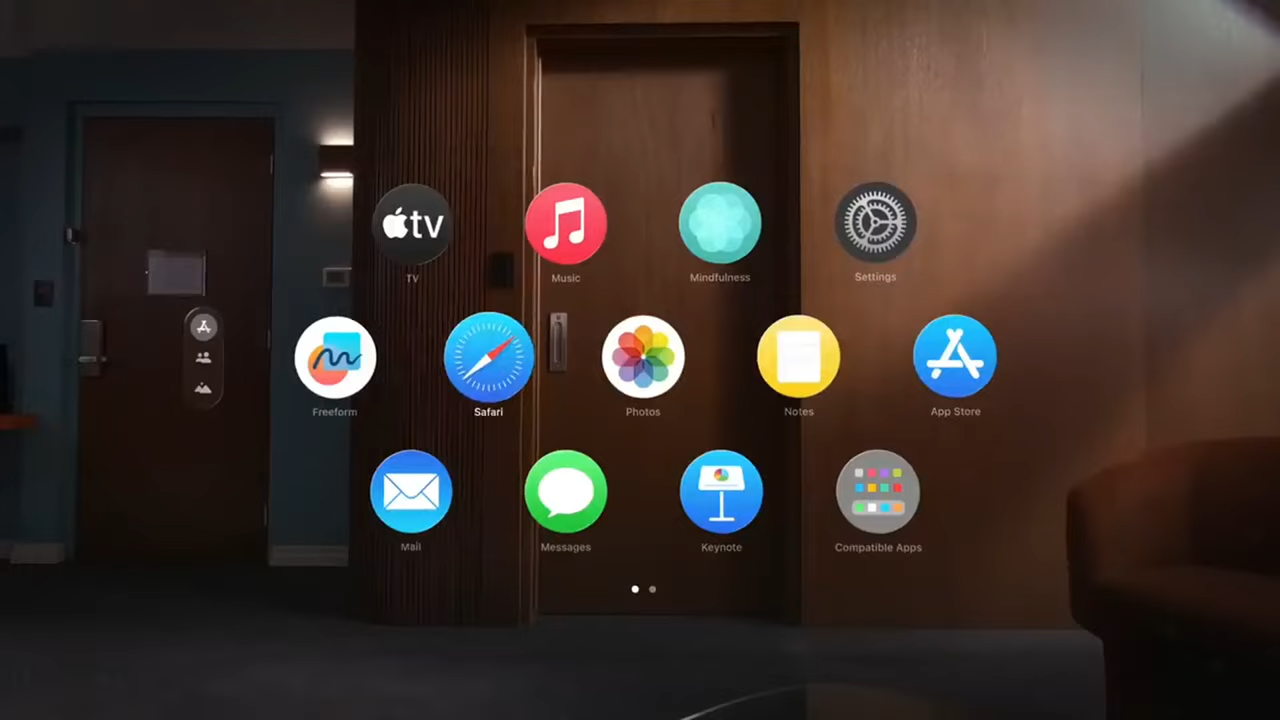 tv
TV
Music
Mindfulness
Settings
Freeform
Safari
Photos
Notes
App Store
Mail
Messages
Keynote
Compatible Apps